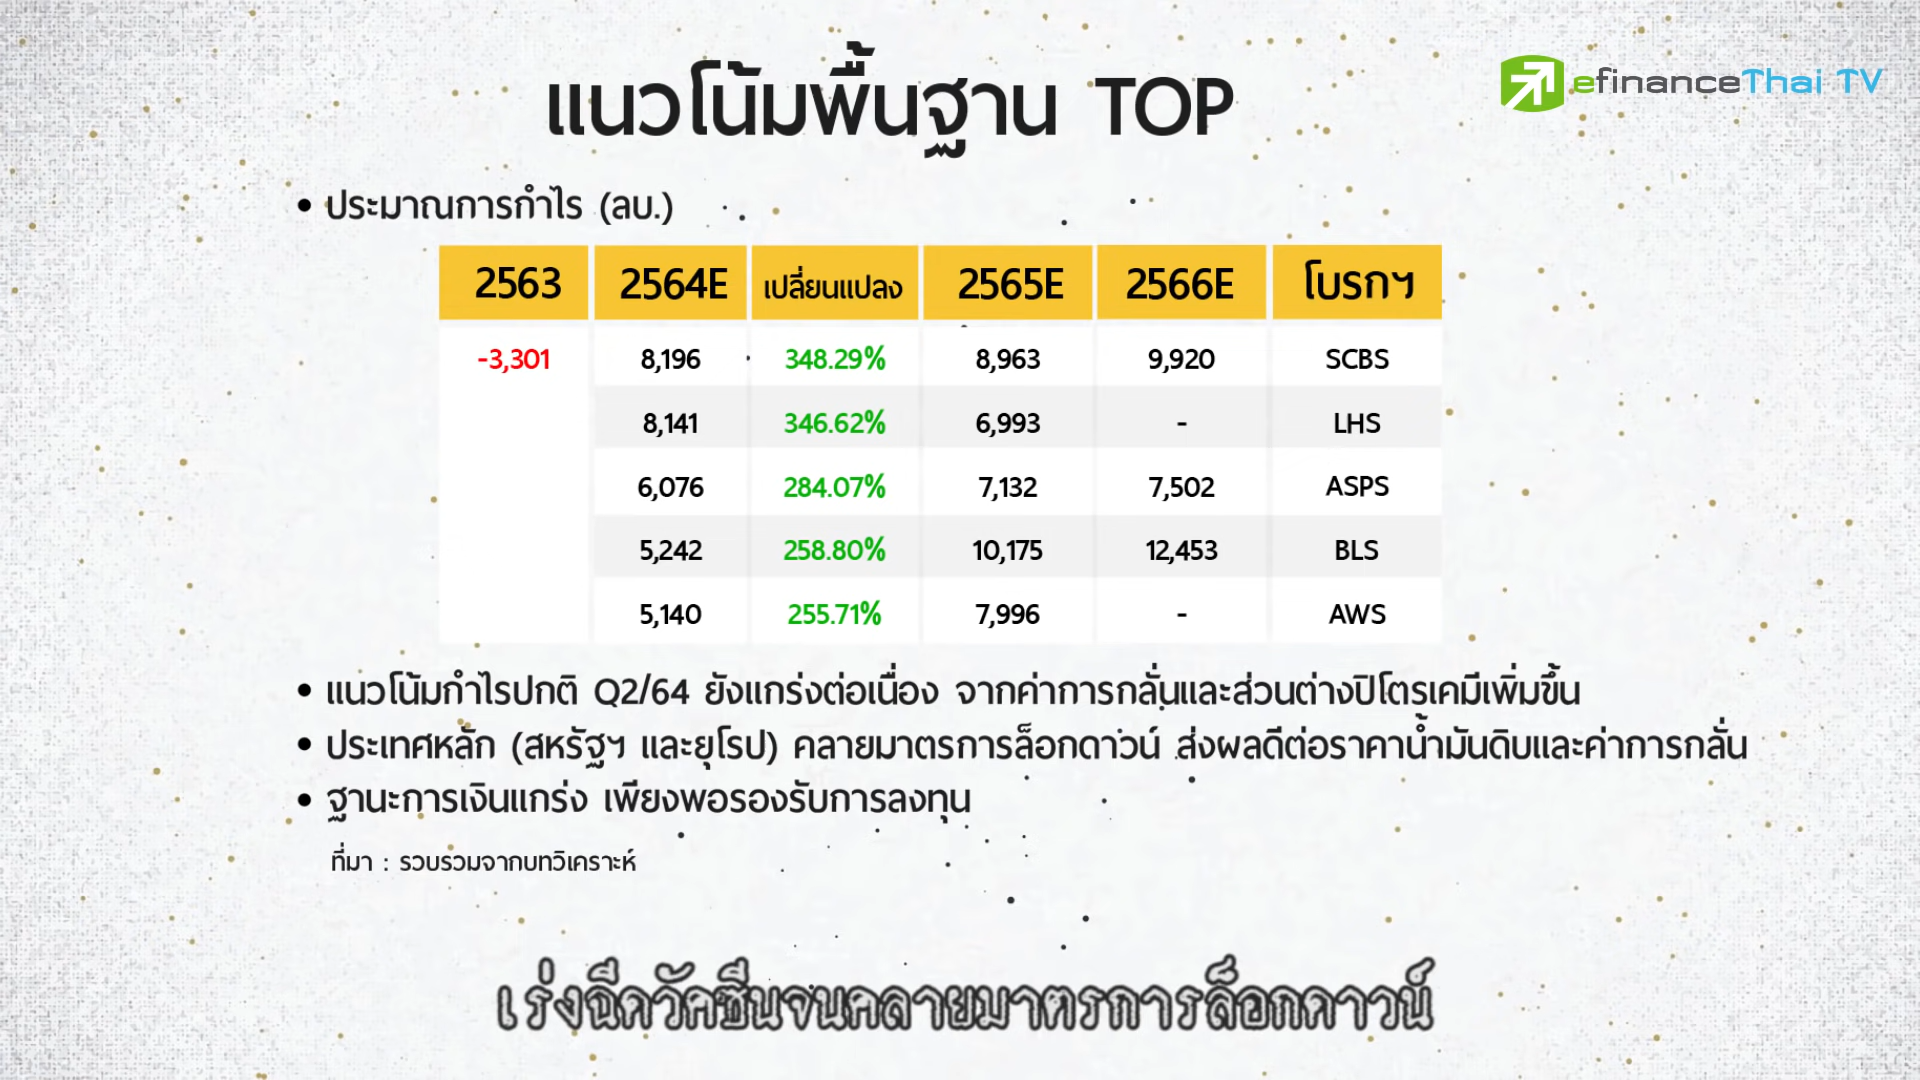 แนวโน้มพื้นฐาน TOP
efinanceThai TV
• ประมาณการกำไร (ลบ.)
2563 2564E เปลี่ยนแปลง 2565E 2566E โบรกฯ
-3,301 8,196 348.29% 8,963 9,920 SCBS
8,141 346.62% 6,993 - LHS
6,076 284.07% 7,132 7,502 ASPS
5,242 258.80% 10,175 12,453 BLS
5,140 255.71% 7,996 - AWS
• แนวโน้มกำไรปกติ Q2/64 ยังแกร่งต่อเนื่อง จากค่าการกลั่นและส่วนต่างปิโตรเคมีเพิ่มขึ้น
• ประเทศหลัก (สหรัฐฯ และยุโรป) คลายมาตรการล็อกดาวน์ ส่งผลดีต่อราคาน้ำมันดิบและค่าการกลั่น
• ฐานะการเงินแกร่ง เพียงพอรองรับการลงทุน
ที่มา : รวบรวมจากบทวิเคราะห์
เร่งฉีดวัคซีนจนคลายมาตรการล็อกดาวน์